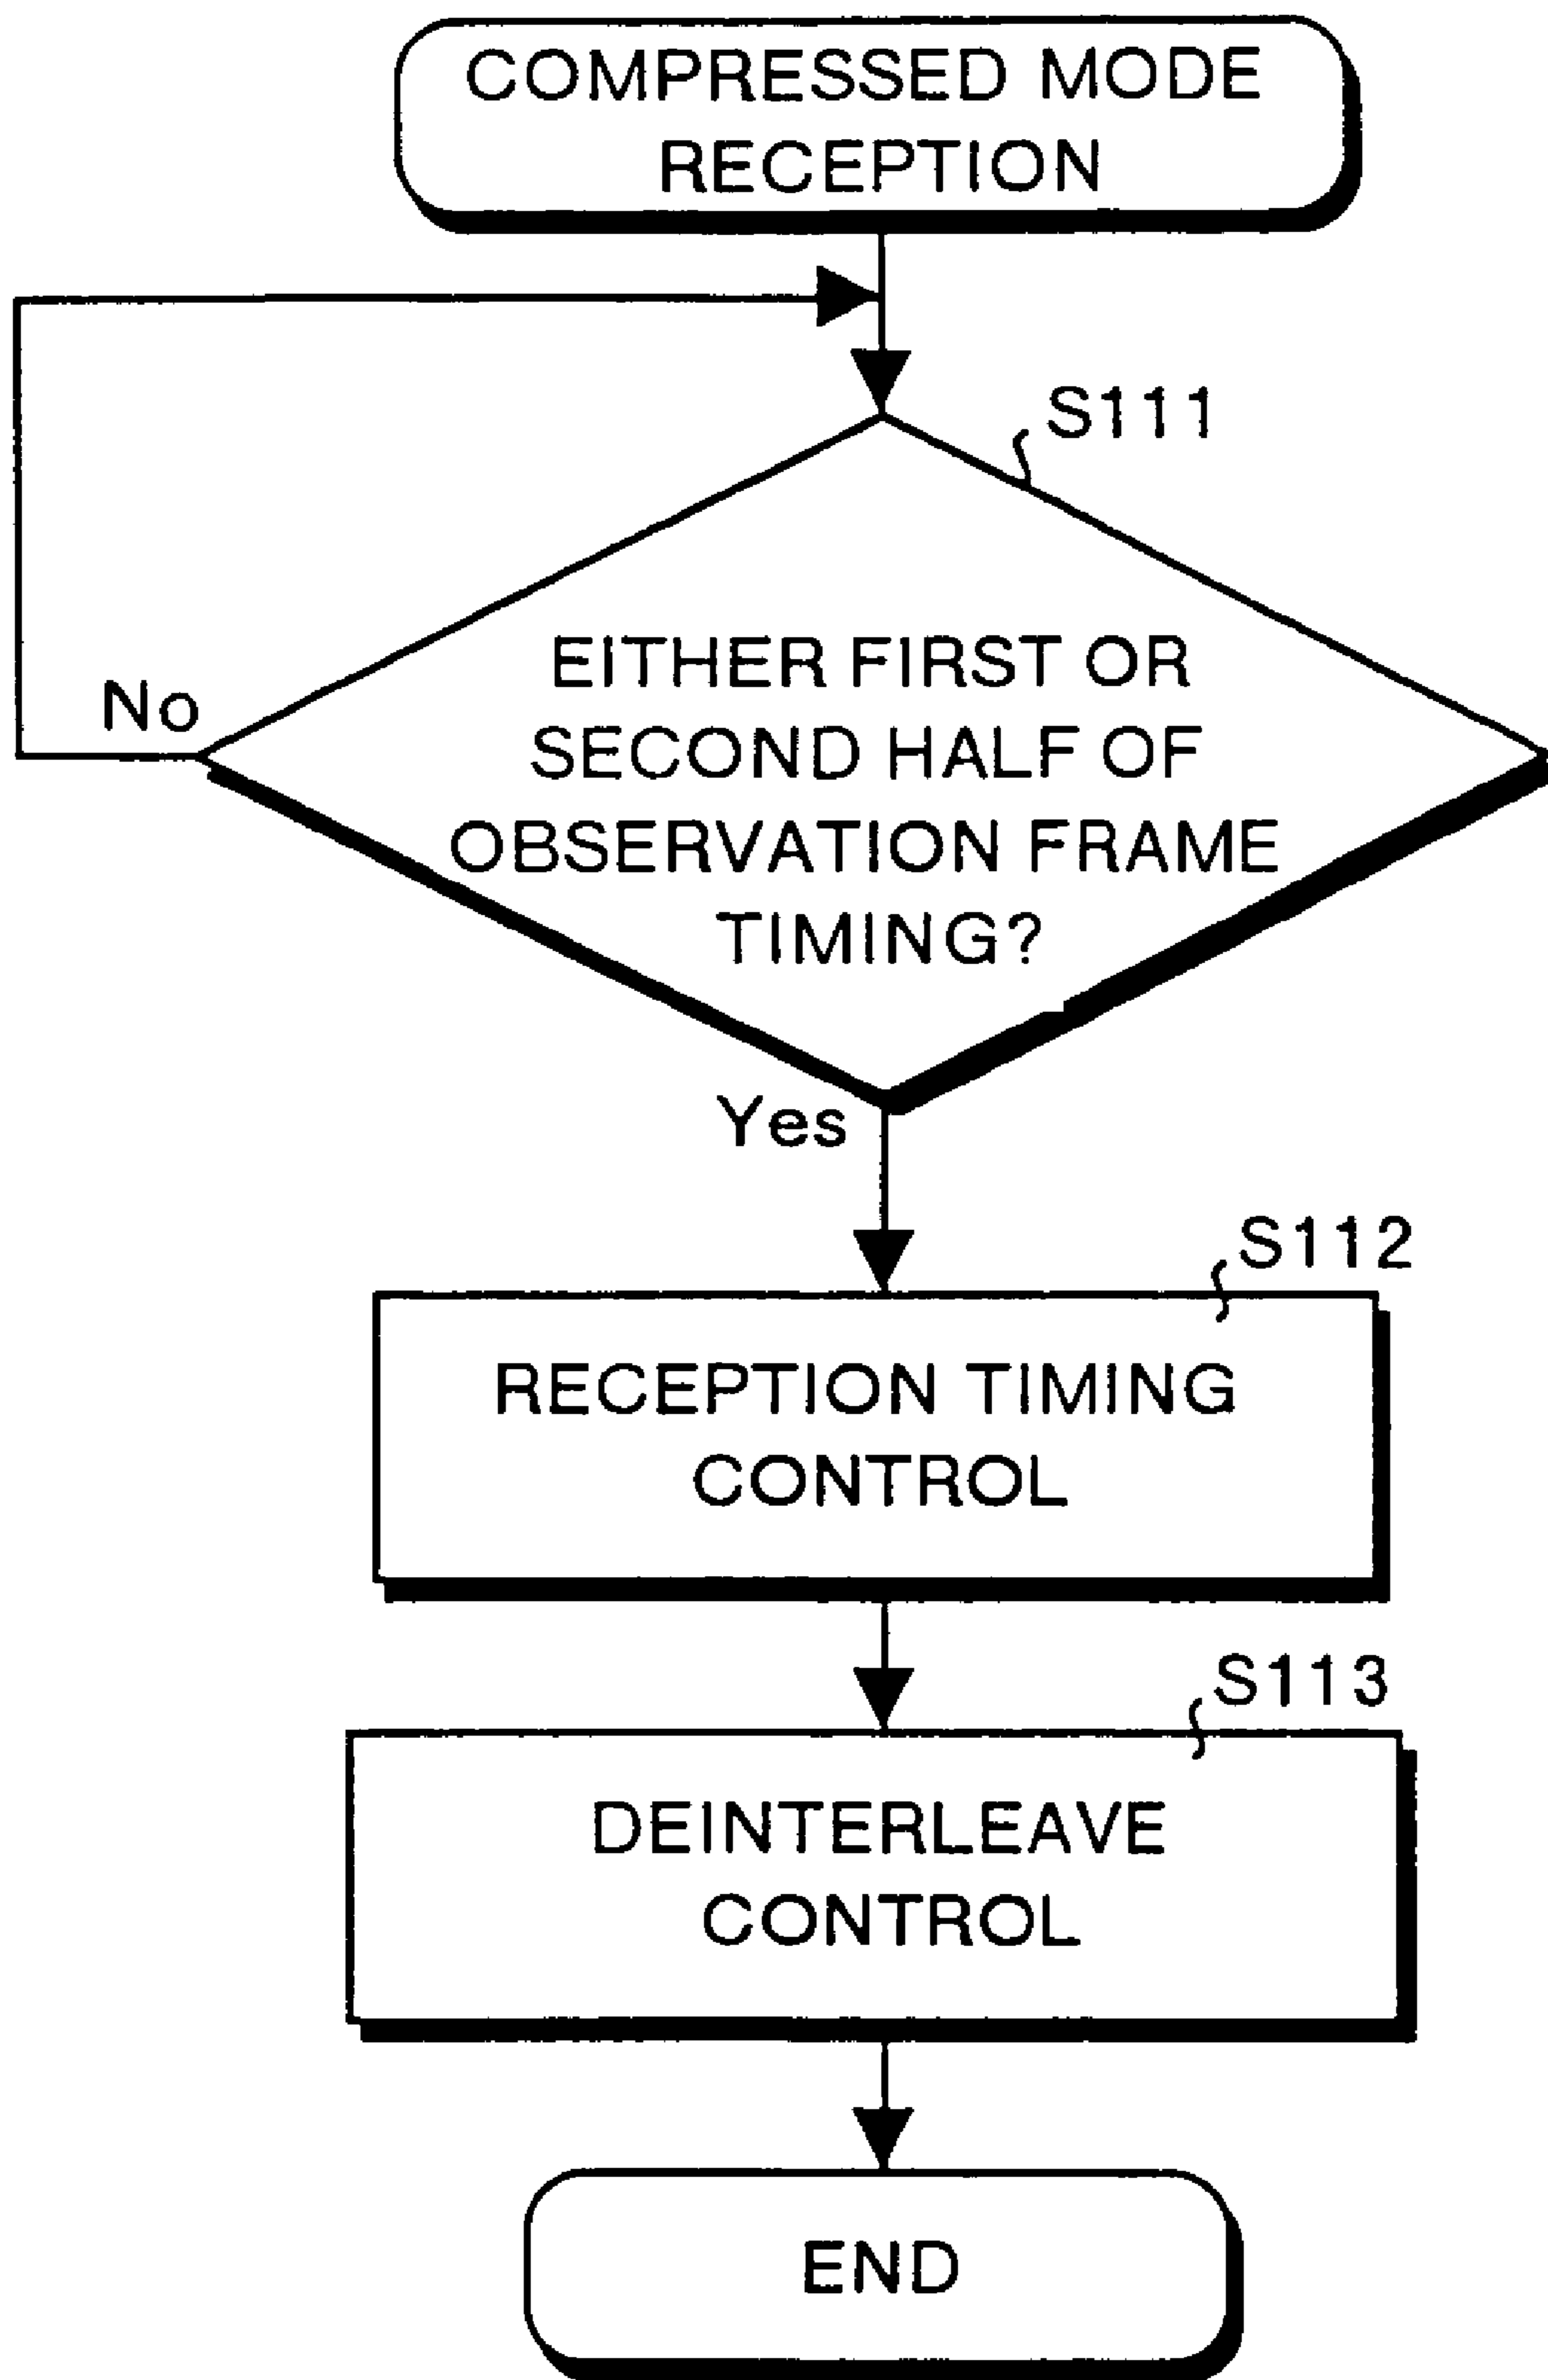 COMPRESSED MODE
RECEPTION
S111
EITHER FIRST OR
SECOND HALF OF
OBSERVATION FRAME
TIMING?
No
Yes
S112
RECEPTION TIMING
CONTROL
S113
DEINTERLEAVE
CONTROL
END